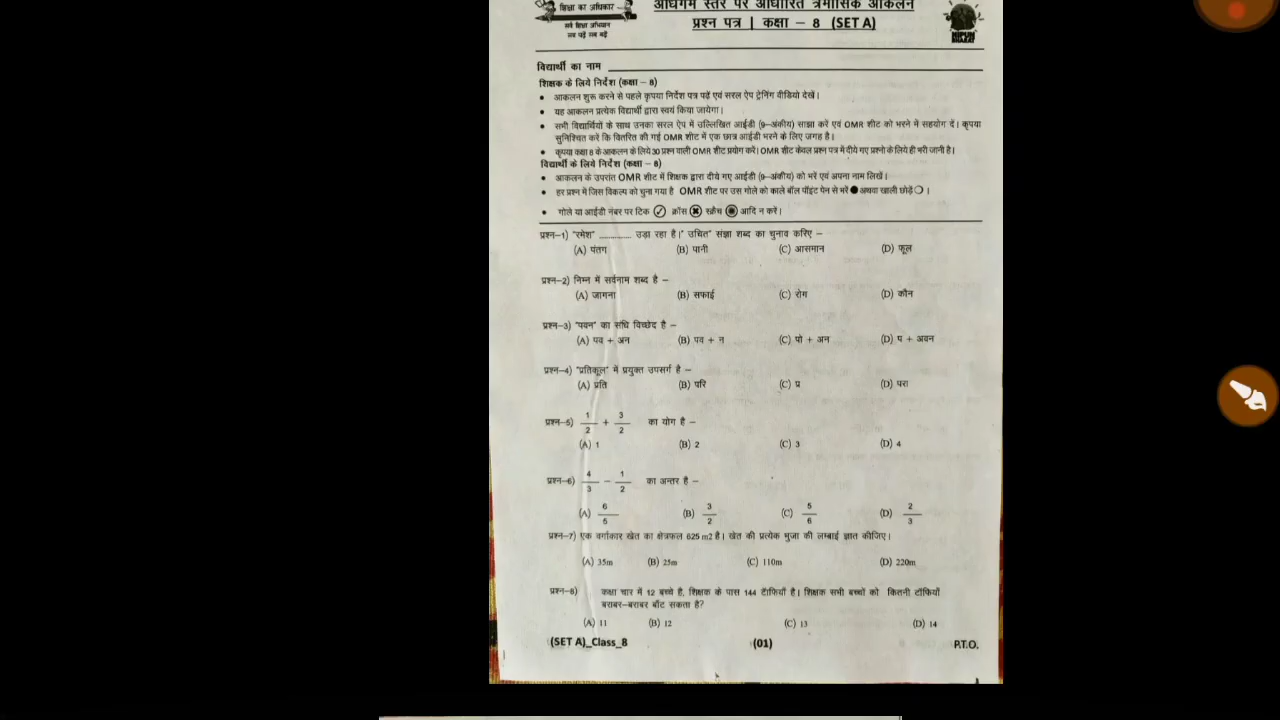 शिक्षा का अधिकार
सर्व शिक्षा अभियान
सब पढ़ें सब बढ़ें
अधिगम स्तर पर आधारित त्रैमासिक आकलन
प्रश्न पत्र | कक्षा – 8 (SET A)
विद्यार्थी का नाम
शिक्षक के लिये निर्देश (कक्षा – 8)
• आकलन शुरू करने से पहले कृपया निर्देश पत्र पढ़ें एवं सरल ऐप ट्रेनिंग वीडियो देखें।
• यह आकलन प्रत्येक विद्यार्थी द्वारा स्वयं किया जायेगा।
• सभी विद्यार्थियों के साथ उनका सरल ऐप में उल्लिखित आईडी (9–अंकीय) साझा करें एवं OMR शीट को भरने में सहयोग दें। कृपया
सुनिश्चित करें कि वितरित की गई OMR शीट में एक छात्र आईडी भरने के लिए जगह है।
• कृपया कक्षा 8 के आकलन के लिये 30 प्रश्न वाली OMR शीट प्रयोग करें। OMR शीट केवल प्रश्न पत्र में दीये गए प्रश्नो के लिये ही भरी जानी है।
विद्यार्थी के लिये निर्देश (कक्षा – 8)
• आकलन के उपरांत OMR शीट में शिक्षक द्वारा दीये गए आईडी (9–अंकीय) को भरें एवं अपना नाम लिखें।
• हर प्रश्न में जिस विकल्प को चुना गया है OMR शीट पर उस गोले को काले बॉल पॉइंट पेन से भरें ● अथवा खाली छोड़ें ○ ।
• गोले या आईडी नंबर पर टिक ✓ क्रॉस ✖ स्क्रैच ◉ आदि न करें।
प्रश्न–1) "रमेश" .............. उड़ा रहा है।" उचित" संज्ञा शब्द का चुनाव करिए –
(A) पंतग (B) पानी (C) आसमान (D) फूल
प्रश्न–2) निम्न में सर्वनाम शब्द है –
(A) जागना (B) सफाई (C) रोग (D) कौन
प्रश्न–3) "पवन" का संधि विच्छेद है –
(A) पव + अन (B) पव + न (C) पो + अन (D) प + अवन
प्रश्न–4) "प्रतिकूल" में प्रयुक्त उपसर्ग है –
(A) प्रति (B) परि (C) प्र (D) परा
प्रश्न–5) 1/2 + 3/2 का योग है –
(A) 1 (B) 2 (C) 3 (D) 4
प्रश्न–6) 4/3 – 1/2 का अन्तर है –
(A) 6/5 (B) 3/2 (C) 5/6 (D) 2/3
प्रश्न–7) एक वर्गाकार खेत का क्षेत्रफल 625 m2 है। खेत की प्रत्येक भुजा की लम्बाई ज्ञात कीजिए।
(A) 35m (B) 25m (C) 110m (D) 220m
प्रश्न–8) कक्षा चार में 12 बच्चे है, शिक्षक के पास 144 टॅाफियाँ है। शिक्षक सभी बच्चों को कितनी टॉफियाँ
बराबर–बराबर बाँट सकता है?
(A) 11 (B) 12 (C) 13 (D) 14
(SET A)_Class_8 (01) P.T.O.